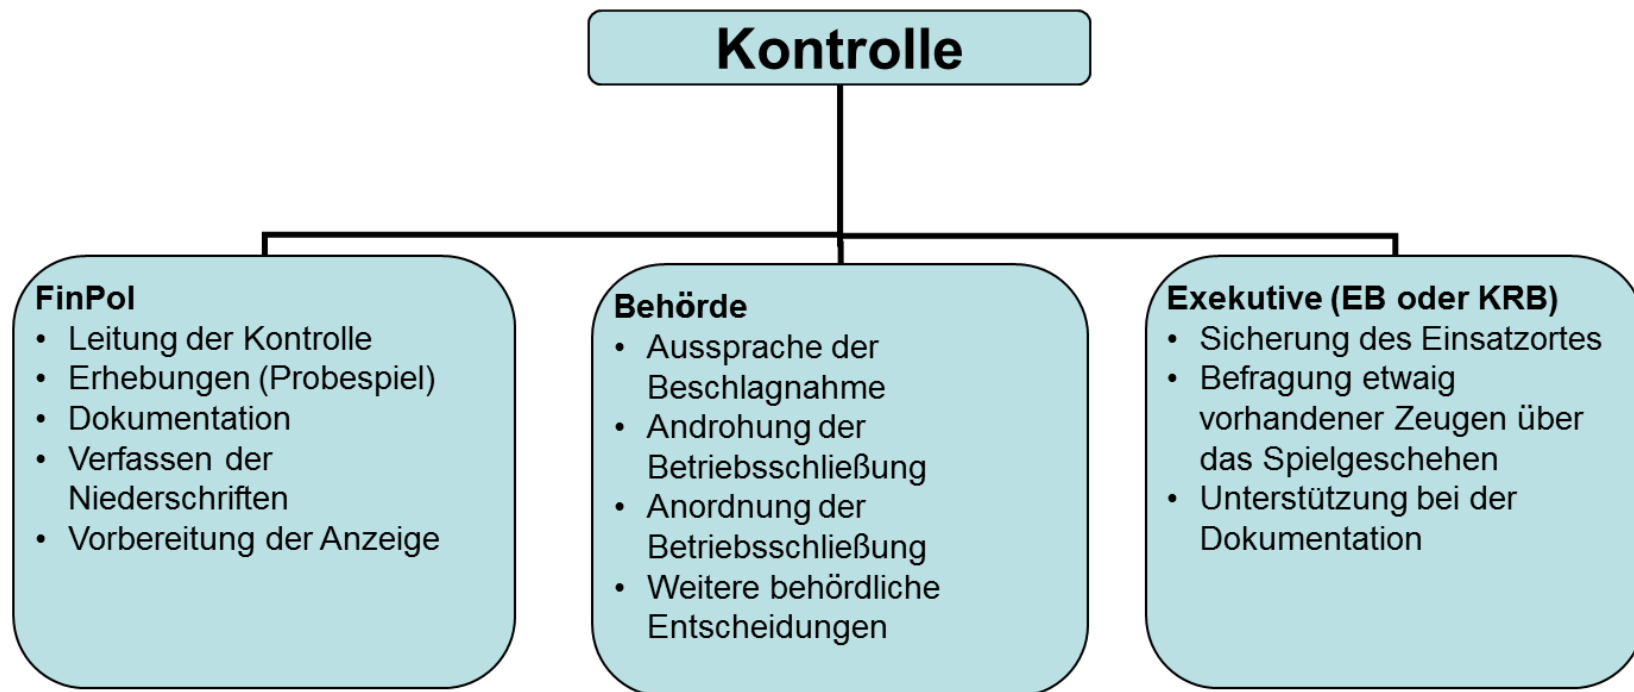 Kontrolle
FinPol
• Leitung der Kontrolle
• Erhebungen (Probespiel)
• Dokumentation
• Verfassen der
Niederschriften
• Vorbereitung der Anzeige
Behörde
• Aussprache der
Beschlagnahme
• Androhung der
Betriebsschließung
• Anordnung der
Betriebsschließung
• Weitere behördliche
Entscheidungen
Exekutive (EB oder KRB)
• Sicherung des Einsatzortes
• Befragung etwaig
vorhandener Zeugen über
das Spielgeschehen
• Unterstützung bei der
Dokumentation